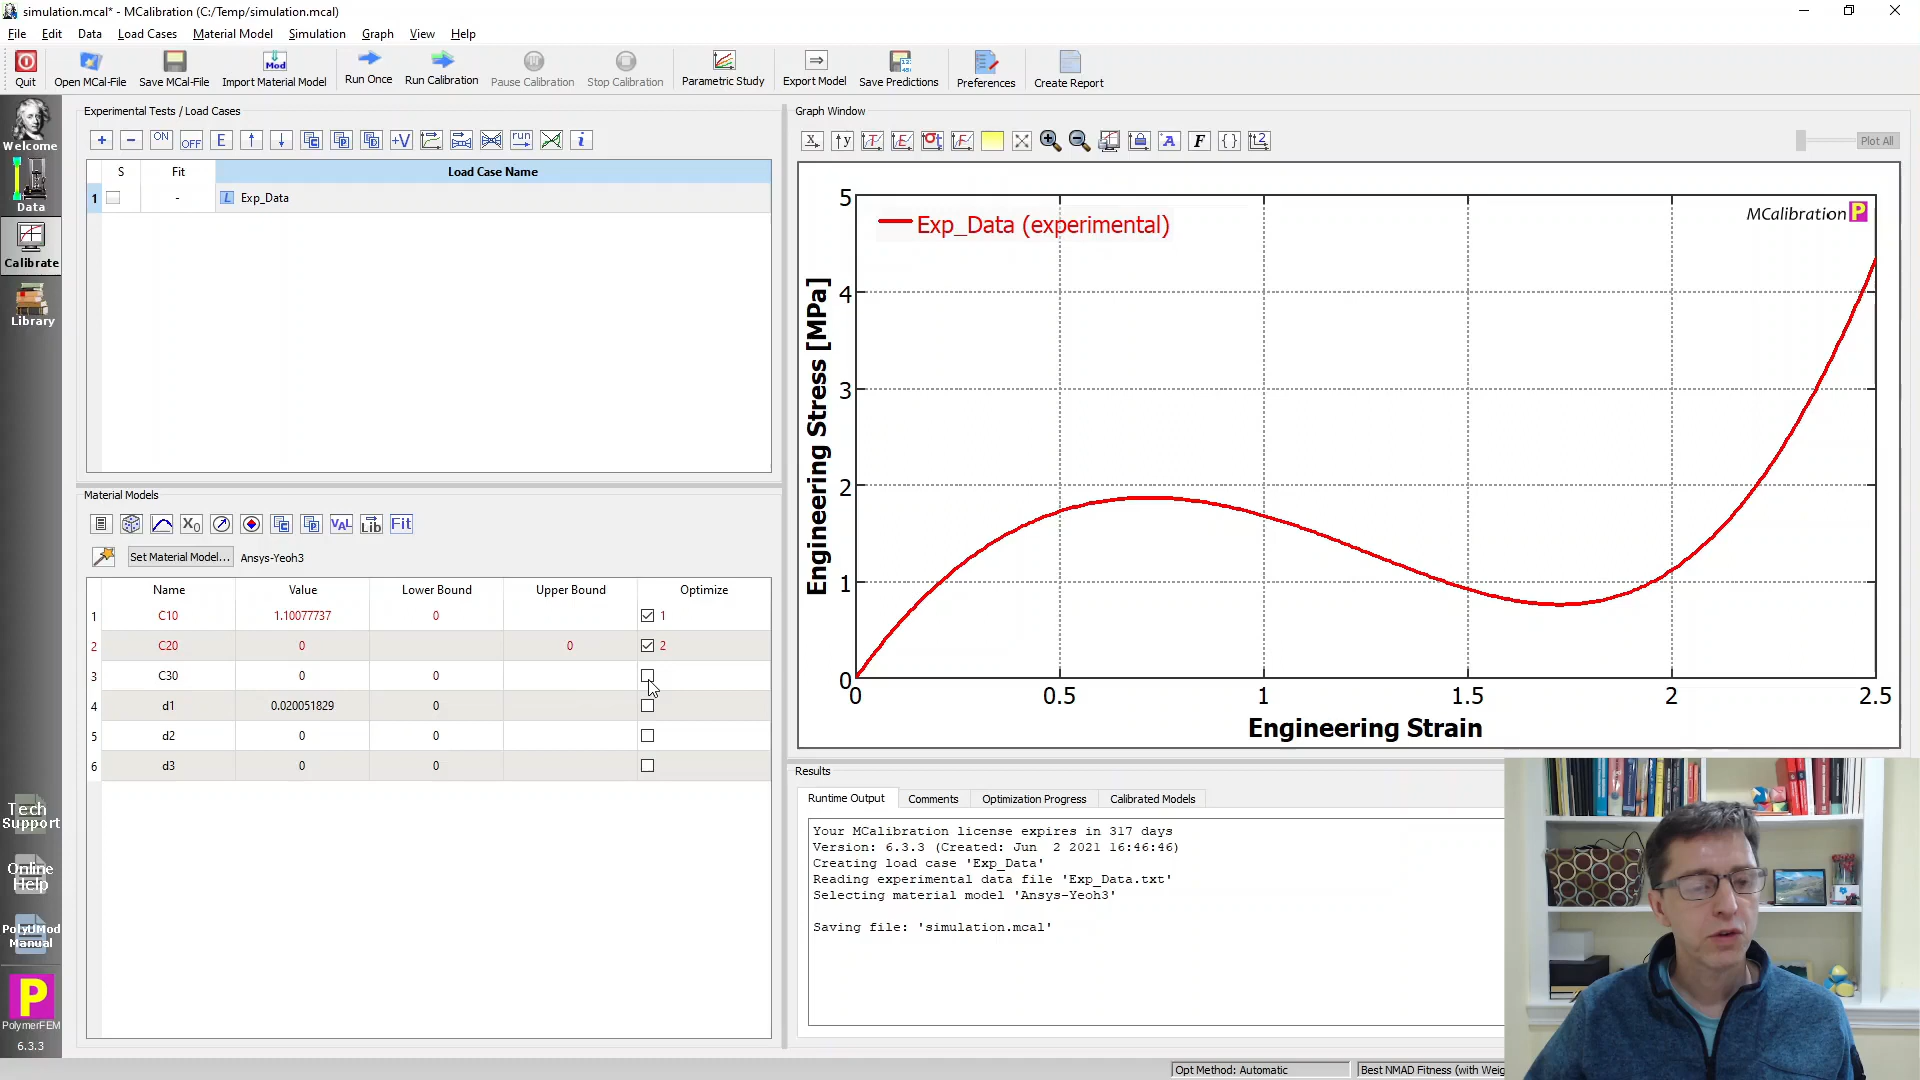 simulation.mcal* - MCalibration (C:/Temp/simulation.mcal)
File Edit Data Load Cases Material Model Simulation Graph View Help
Quit Open MCal-File Save MCal-File Import Material Model Run Once Run Calibration Pause Calibration Stop Calibration Parametric Study Export Model Save Predictions Preferences Create Report
Mod
Welcome
Data
Calibrate
Library
Tech
Support
Online
Help
PolyUMod
Manual
P
PolymerFEM
6.3.3
Experimental Tests / Load Cases
+ - ON OFF E +V run i
S Fit Load Case Name
1 - L Exp_Data
Material Models
X0 VAL Lib Fit
Set Material Model... Ansys-Yeoh3
Name Value Lower Bound Upper Bound Optimize
1 C10 1.10077737 0 1
2 C20 0 0 2
3 C30 0 0
4 d1 0.020051829 0
5 d2 0 0
6 d3 0 0
Graph Window
x y T E σt F A F { } 2 Plot All
Exp_Data (experimental)
MCalibration P
Engineering Stress [MPa]
5
4
3
2
1
0
0 0.5 1 1.5 2 2.5
Engineering Strain
Results
Runtime Output Comments Optimization Progress Calibrated Models
Your MCalibration license expires in 317 days
Version: 6.3.3 (Created: Jun 2 2021 16:46:46)
Creating load case 'Exp_Data'
Reading experimental data file 'Exp_Data.txt'
Selecting material model 'Ansys-Yeoh3'
Saving file: 'simulation.mcal'
Opt Method: Automatic Best NMAD Fitness (with Weig